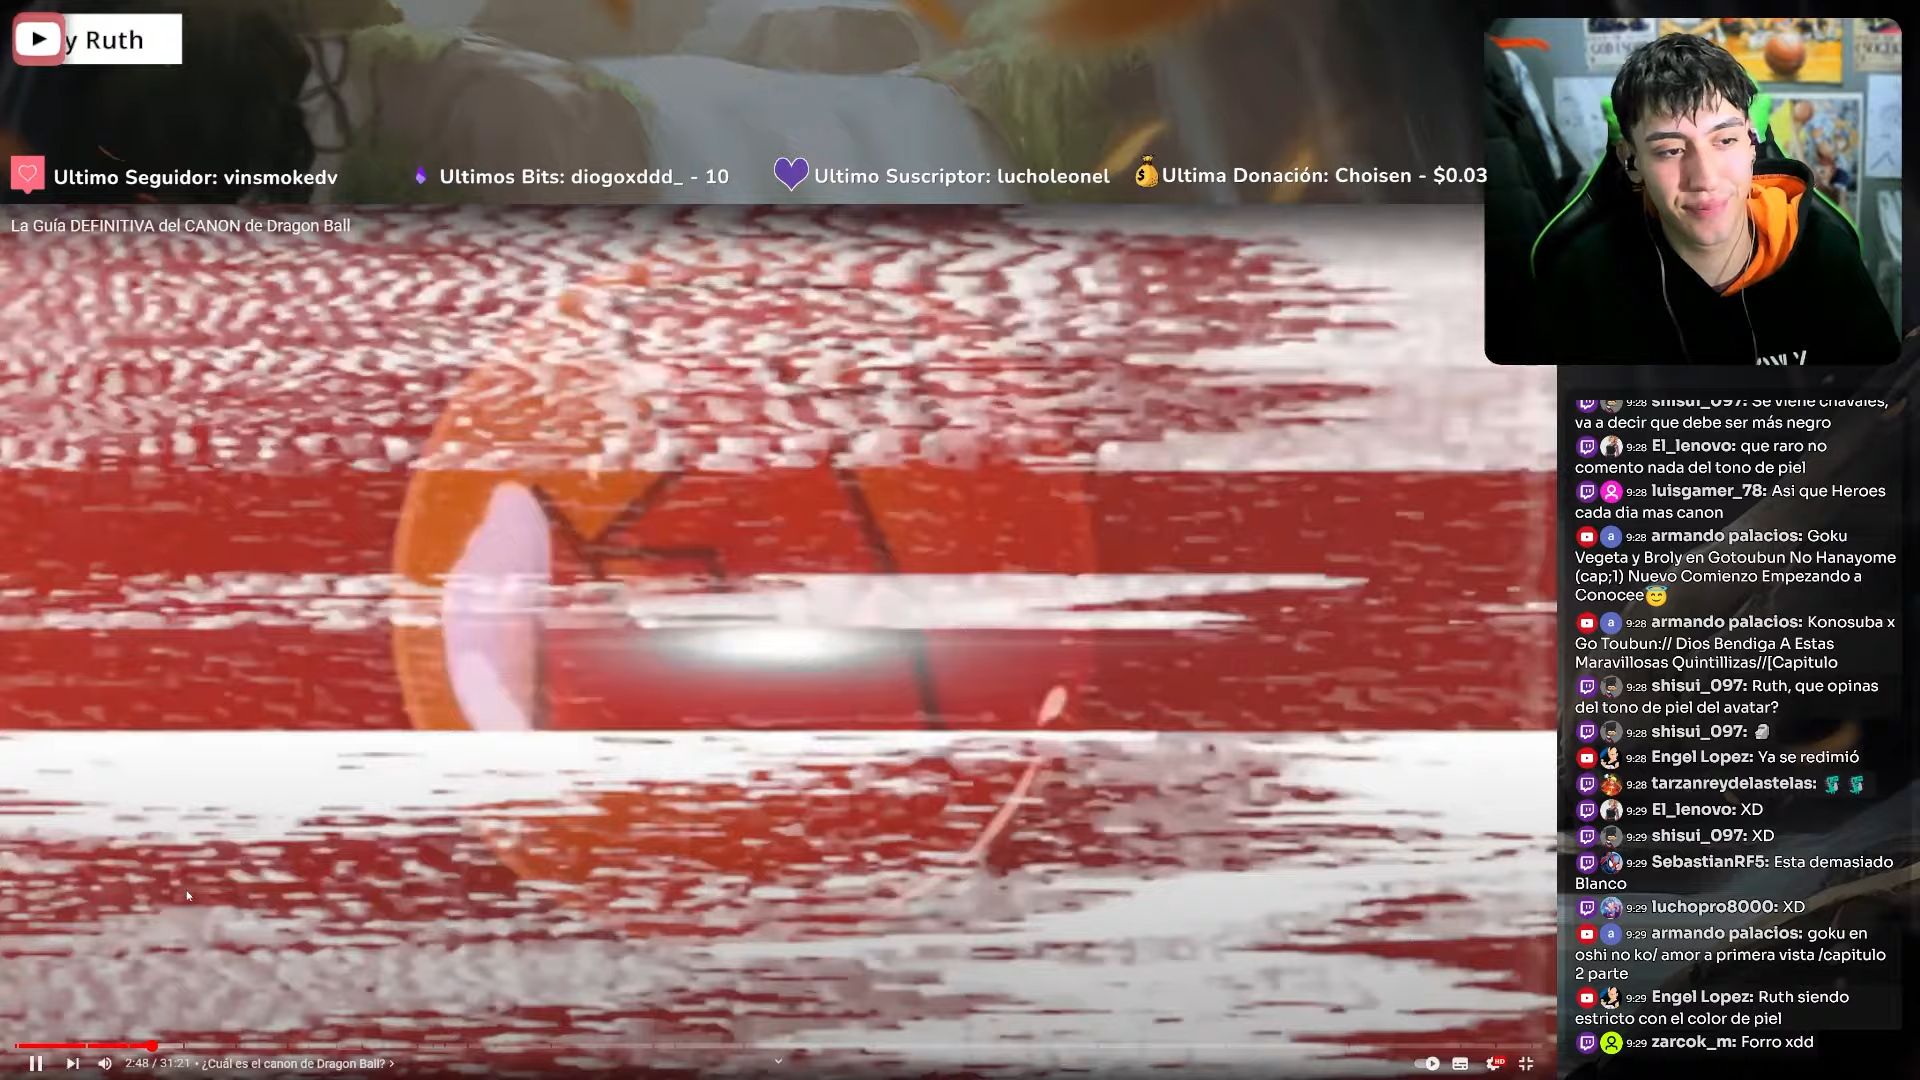 y Ruth
Ultimo Seguidor: vinsmokedv
Ultimos Bits: diogoxddd_ - 10
Ultimo Suscriptor: lucholeonel
Ultima Donación: Choisen - $0.03
La Guía DEFINITIVA del CANON de Dragon Ball
9:28 shisui_097: Se viene chavales,
va a decir que debe ser más negro
9:28 El_lenovo: que raro no
comento nada del tono de piel
9:28 luisgamer_78: Asi que Heroes
cada dia mas canon
9:28 armando palacios: Goku
Vegeta y Broly en Gotoubun No Hanayome
(cap;1) Nuevo Comienzo Empezando a
Conocee
9:28 armando palacios: Konosuba x
Go Toubun:// Dios Bendiga A Estas
Maravillosas Quintillizas//[Capitulo
9:28 shisui_097: Ruth, que opinas
del tono de piel del avatar?
9:28 shisui_097:
9:28 Engel Lopez: Ya se redimió
9:28 tarzanreydelastelas:
9:29 El_lenovo: XD
9:29 shisui_097: XD
9:29 SebastianRF5: Esta demasiado
Blanco
9:29 luchopro8000: XD
9:29 armando palacios: goku en
oshi no ko/ amor a primera vista /capitulo
2 parte
9:29 Engel Lopez: Ruth siendo
estricto con el color de piel
9:29 zarcok_m: Forro xdd
2:48 / 31:21 • ¿Cuál es el canon de Dragon Ball? >
HD